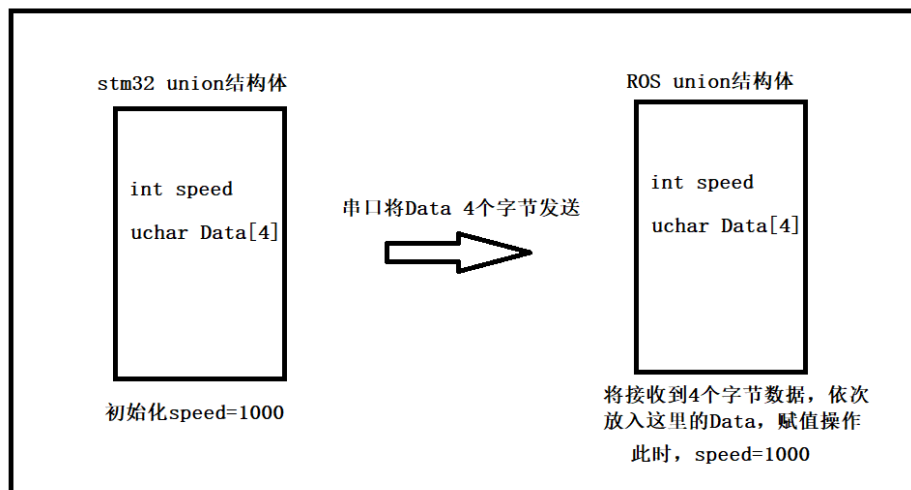 stm32 union结构体
int speed
uchar Data[4]
初始化speed=1000
串口将Data 4个字节发送
ROS union结构体
int speed
uchar Data[4]
将接收到4个字节数据，依次
放入这里的Data，赋值操作
此时，speed=1000